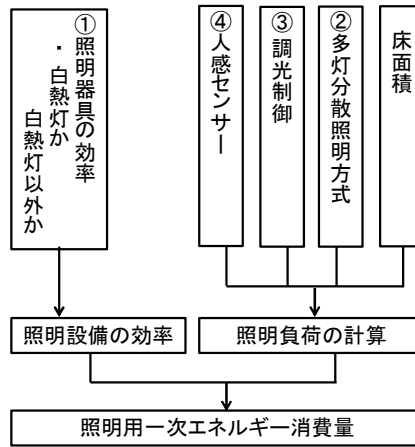 ①照明器具の効率
・白熱灯か
白熱灯以外か
④人感センサー
③調光制御
②多灯分散照明方式
床面積
照明設備の効率
照明負荷の計算
照明用一次エネルギー消費量